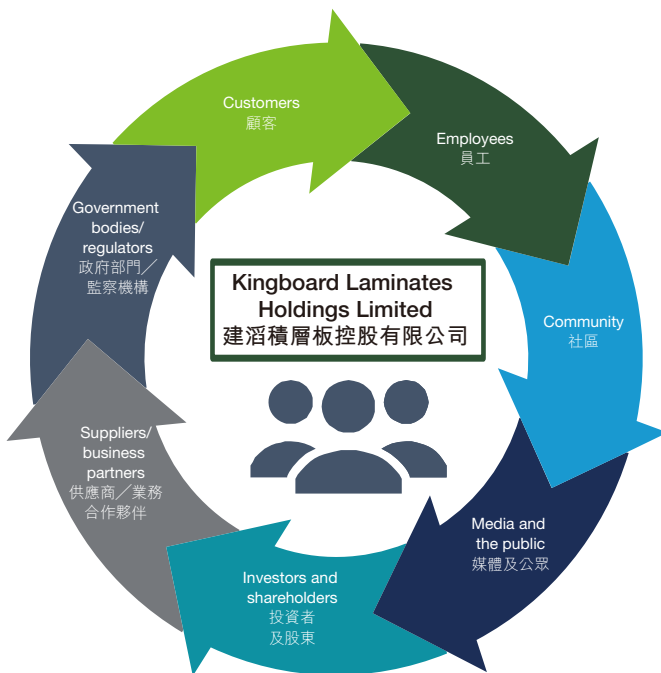 Customers
顧客
Employees
員工
Community
社區
Media and
the public
媒體及公眾
Investors and
shareholders
投資者
及股東
Suppliers/
business
partners
供應商／業務
合作夥伴
Government
bodies/
regulators
政府部門／
監察機構
Kingboard Laminates
Holdings Limited
建滔積層板控股有限公司